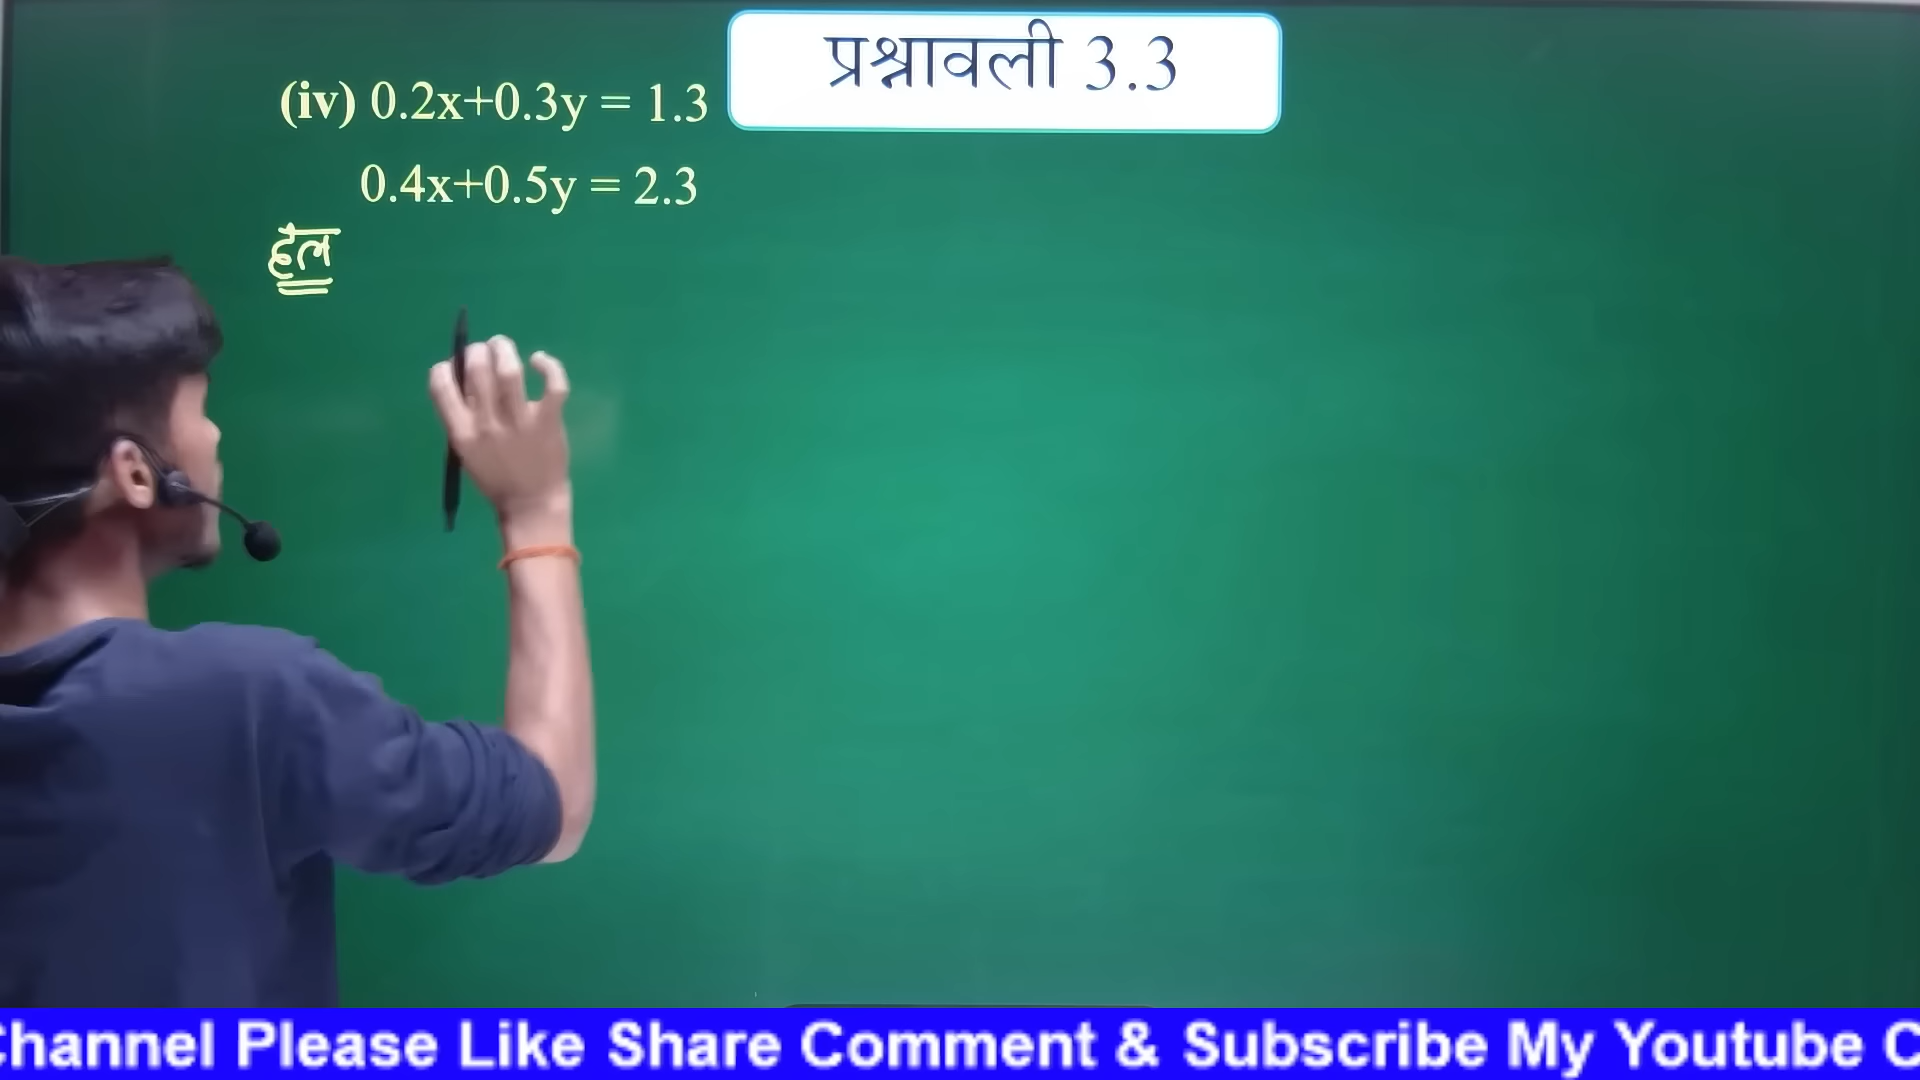 प्रश्नावली 3.3
(iv) 0.2x+0.3y = 1.3
0.4x+0.5y = 2.3
हल
Channel Please Like Share Comment & Subscribe My Youtube C